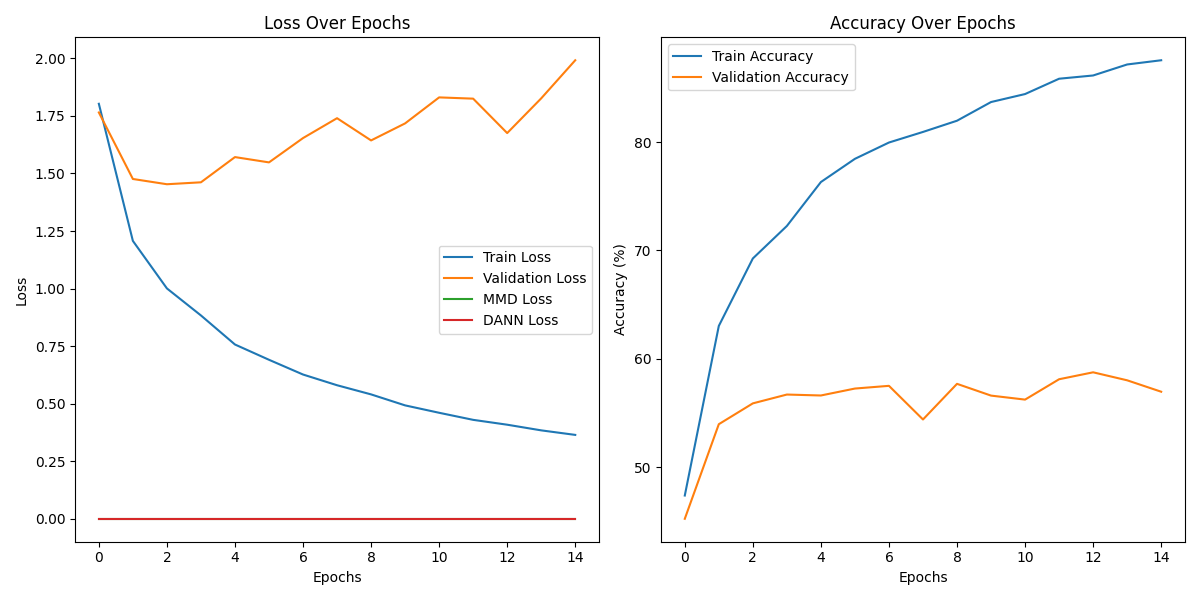 Loss Over Epochs
2.00
1.75
1.50
1.25
1.00
0.75
0.50
0.25
0.00
Loss
Train Loss
Validation Loss
MMD Loss
DANN Loss
0 2 4 6 8 10 12 14
Epochs
Accuracy Over Epochs
Train Accuracy
Validation Accuracy
80
70
60
50
Accuracy (%)
0 2 4 6 8 10 12 14
Epochs